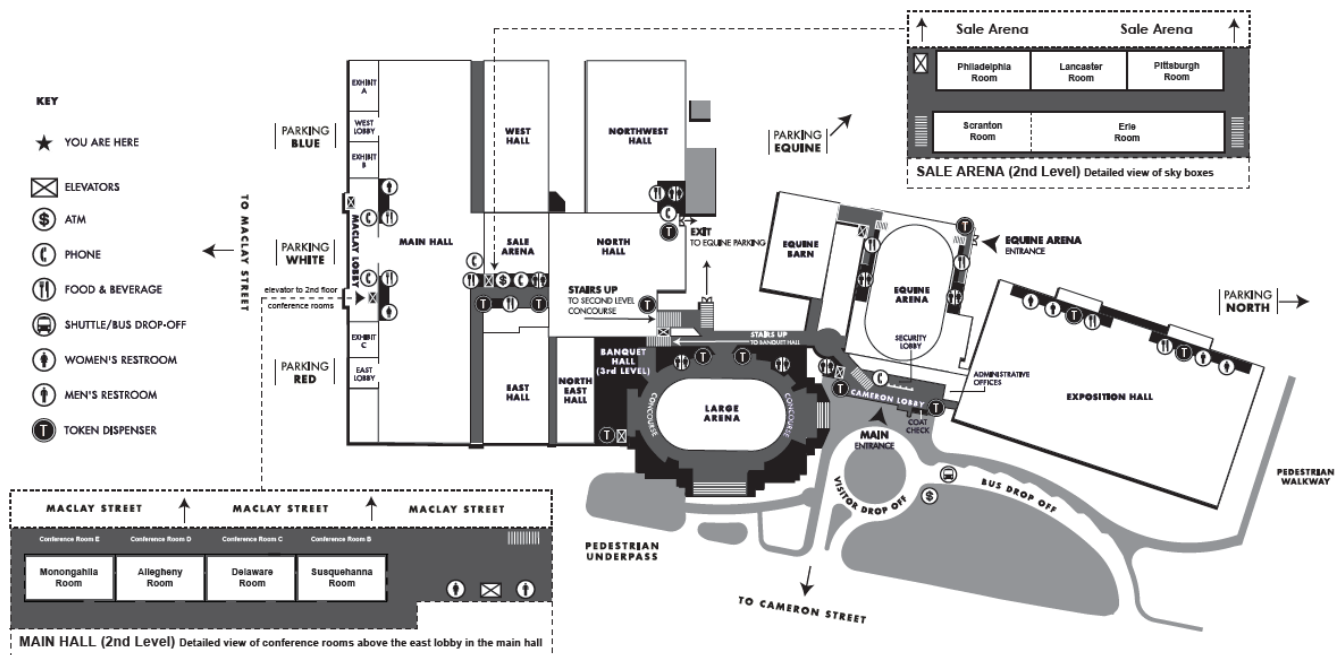 KEY
YOU ARE HERE
ELEVATORS
$
ATM
PHONE
FOOD & BEVERAGE
SHUTTLE/BUS DROP-OFF
WOMEN'S RESTROOM
MEN'S RESTROOM
T
TOKEN DISPENSER
TO MACLAY STREET
PARKING
BLUE
PARKING
WHITE
elevator to 2nd floor
conference rooms
PARKING
RED
EXHIBIT
A
WEST
LOBBY
EXHIBIT
B
MACLAY LOBBY
EXHIBIT
C
EAST
LOBBY
MAIN HALL
WEST
HALL
SALE
ARENA
$
T
T
EAST
HALL
NORTHWEST
HALL
T
EXIT
TO EQUINE PARKING
NORTH
HALL
STAIRS UP
TO SECOND LEVEL
CONCOURSE
T
NORTH
EAST
HALL
BANQUET
HALL
(3RD LEVEL)
T
STAIRS UP
TO BANQUET HALL
T
T
CONCOURSE
LARGE
ARENA
CONCOURSE
PARKING
EQUINE
EQUINE
BARN
EQUINE
ARENA
T
EQUINE ARENA
ENTRANCE
SECURITY
LOBBY
ADMINISTRATIVE
OFFICES
CAMERON LOBBY
T
T
COAT
CHECK
MAIN
ENTRANCE
EXPOSITION HALL
T
T
PARKING
NORTH
PEDESTRIAN
WALKWAY
VISITOR DROP OFF
BUS DROP OFF
$
PEDESTRIAN
UNDERPASS
TO CAMERON STREET
Sale Arena
Sale Arena
Philadelphia
Room
Lancaster
Room
Pittsburgh
Room
Scranton
Room
Erie
Room
SALE ARENA (2nd Level) Detailed view of sky boxes
MACLAY STREET
MACLAY STREET
MACLAY STREET
Conference Room E
Conference Room D
Conference Room C
Conference Room B
Monongahlia
Room
Allegheny
Room
Delaware
Room
Susquehanna
Room
MAIN HALL (2nd Level) Detailed view of conference rooms above the east lobby in the main hall